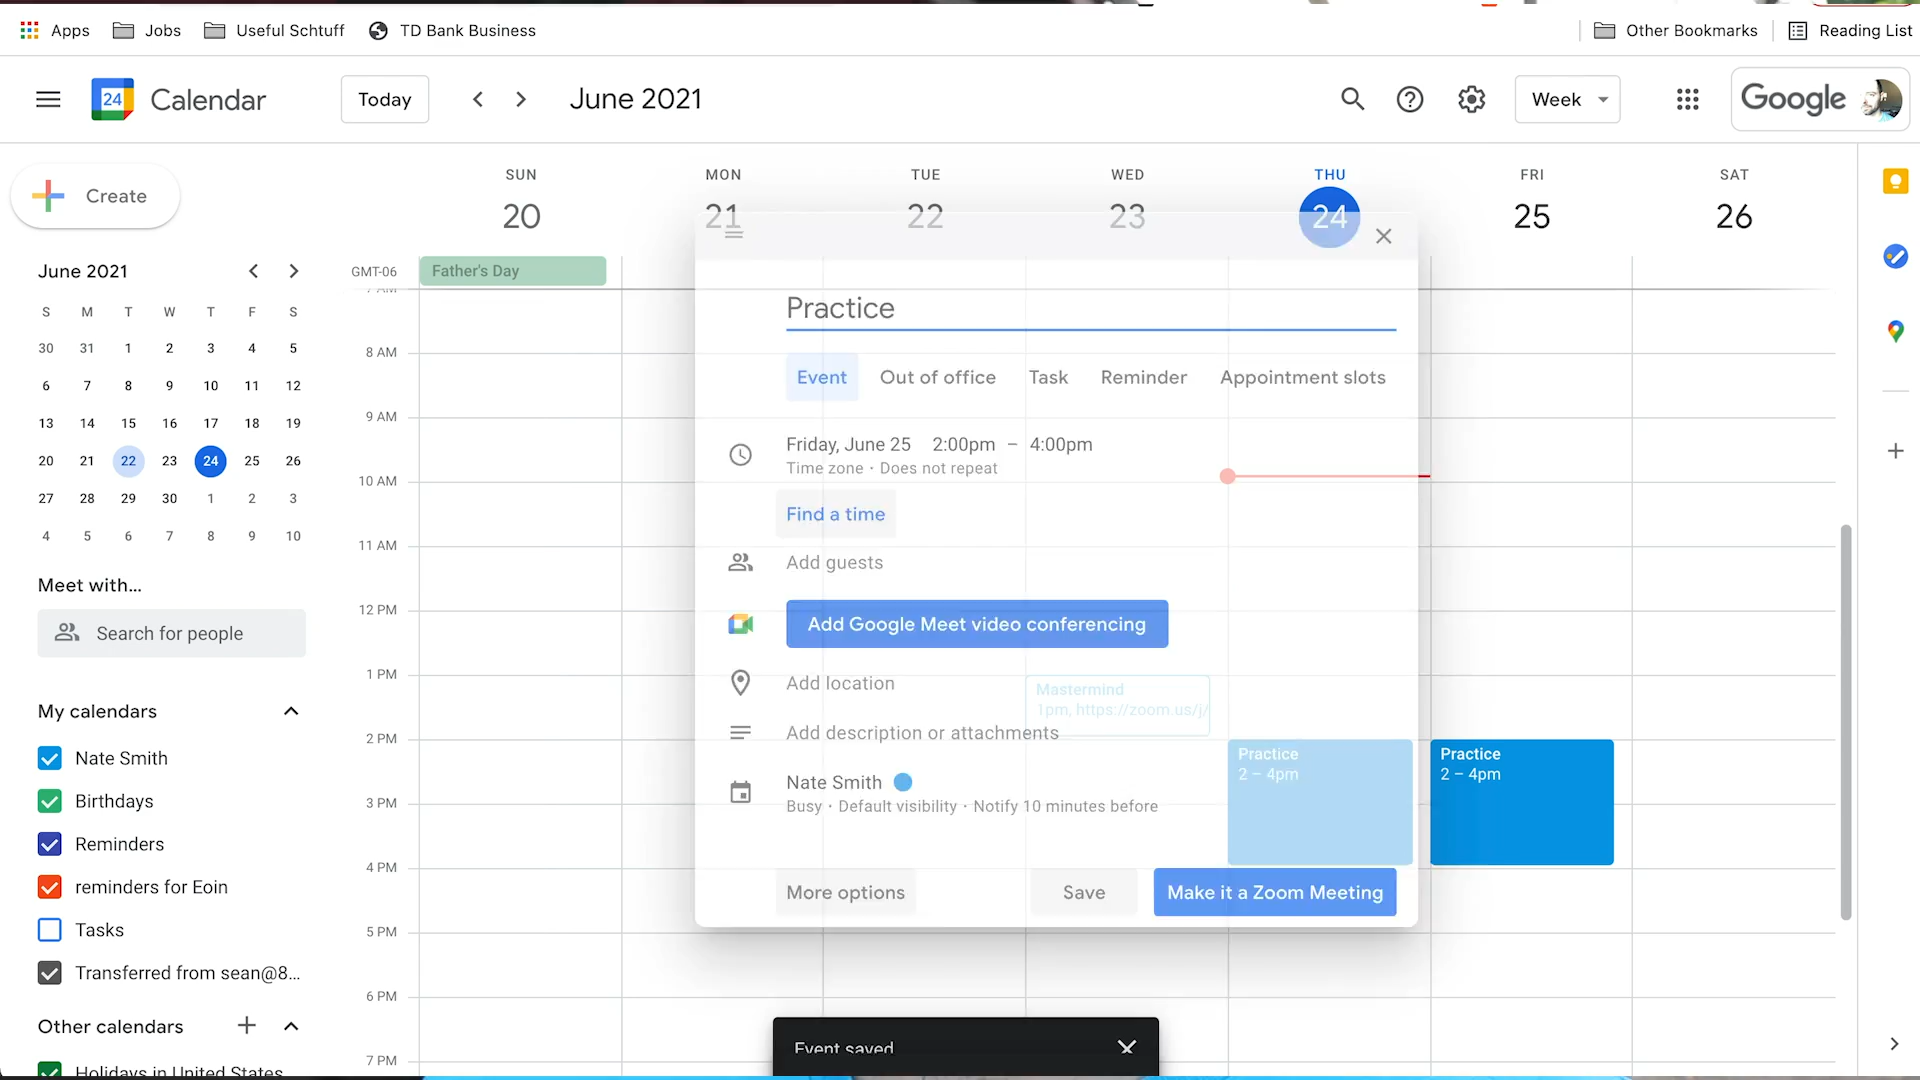 Apps Jobs Useful Schtuff TD Bank Business Other Bookmarks Reading List
24 Calendar Today June 2021 Week Google
Create
SUN MON TUE WED THU FRI SAT
20 21 22 23 24 25 26
June 2021
GMT-06 Father's Day
S M T W T F S
30 31 1 2 3 4 5
6 7 8 9 10 11 12
13 14 15 16 17 18 19
20 21 22 23 24 25 26
27 28 29 30 1 2 3
4 5 6 7 8 9 10
Meet with...
Search for people
My calendars
Nate Smith
Birthdays
Reminders
reminders for Eoin
Tasks
Transferred from sean@8...
Other calendars
Holidays in United States
7 AM
8 AM
9 AM
10 AM
11 AM
12 PM
1 PM
2 PM
3 PM
4 PM
5 PM
6 PM
7 PM
Practice
Event Out of office Task Reminder Appointment slots
Friday, June 25 2:00pm – 4:00pm
Time zone · Does not repeat
Find a time
Add guests
Add Google Meet video conferencing
Add location
Add description or attachments
Nate Smith
Busy · Default visibility · Notify 10 minutes before
More options Save Make it a Zoom Meeting
Mastermind
1pm, https://zoom.us/j/
Practice
2 – 4pm
Practice
2 – 4pm
Event saved